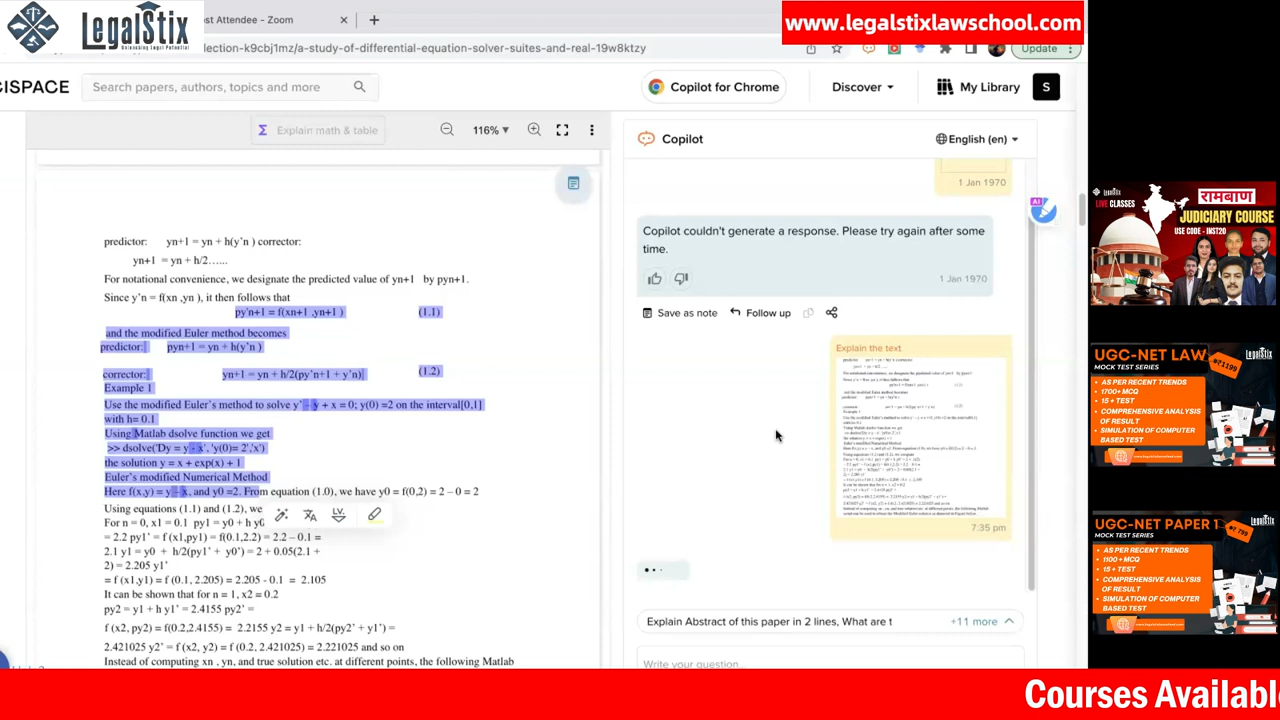 LEGALSTIX
Unlocking Legal Potential
ost Attendee - Zoom
www.legalstixlawschool.com
lection-k9cbj1mz/a-study-of-differential-equation-solver-suites-and-real-19w8ktzy
Update
CISPACE
Search papers, authors, topics and more
Copilot for Chrome
Discover
My Library
S
Explain math & table
116%
Copilot
English (en)
1 Jan 1970
predictor: yn+1 = yn + h(y’n ) corrector:
yn+1 = yn + h/2…...
For notational convenience, we designate the predicted value of yn+1 by pyn+1.
Since y’n = f(xn ,yn ), it then follows that
py'n+1 = f(xn+1 ,yn+1 ) (1.1)
and the modified Euler method becomes
predictor: pyn+1 = yn + h(y’n )
corrector: yn+1 = yn + h/2(py’n+1 + y’n) (1.2)
Example 1
Use the modified Euler’s method to solve y’ – y + x = 0; y(0) =2 on the interval[0,1]
with h= 0.1
Using Matlab dsolve function we get
>> dsolve('Dy = y - x', 'y(0)= 2','x')
the solution y = x + exp(x) + 1
Euler’s modified Numerical Method
Here f(x,y) = y – x, and y0 =2. From equation (1.0), we have y0 = f(0,2) = 2 – 0 = 2
Using equations (1.1) and (1.2), we
For n = 0, x1 = 0.1 py1 = y0 + h yo
= 2.2 py1’ = f (x1,py1) = f(0.1,2.2) = 2.2 – 0.1 =
2.1 y1 = y0 + h/2(py1’ + y0’) = 2 + 0.05(2.1 +
2) = 2.205 y1’
= f (x1,y1) = f (0.1, 2.205) = 2.205 - 0.1 = 2.105
It can be shown that for n = 1, x2 = 0.2
py2 = y1 + h y1’ = 2.4155 py2’ =
f (x2, py2) = f(0.2,2.4155) = 2.2155 y2 = y1 + h/2(py2’ + y1’) =
2.421025 y2’ = f (x2, y2) = f (0.2, 2.421025) = 2.221025 and so on
Instead of computing xn , yn, and true solution etc. at different points, the following Matlab
Copilot couldn't generate a response. Please try again after some
time.
1 Jan 1970
Save as note
Follow up
Explain the text
7:35 pm
Explain Abstract of this paper in 2 lines, What are t
+11 more
Write your question...
LegalStix
LIVE CLASSES
रामबाण
JUDICIARY COURSE
USE CODE - INST20
LegalStix
UGC-NET LAW
MOCK TEST SERIES
₹1199
AS PER RECENT TRENDS
1700+ MCQ
15 + TEST
COMPREHENSIVE ANALYSIS
OF RESULT
SIMULATION OF COMPUTER
BASED TEST
LegalStix
UGC-NET PAPER 1
MOCK TEST SERIES
₹ 799
AS PER RECENT TRENDS
1100 +MCQ
15 + TEST
COMPREHENSIVE ANALYSIS
OF RESULT
SIMULATION OF COMPUTER
BASED TEST
Courses Availabl